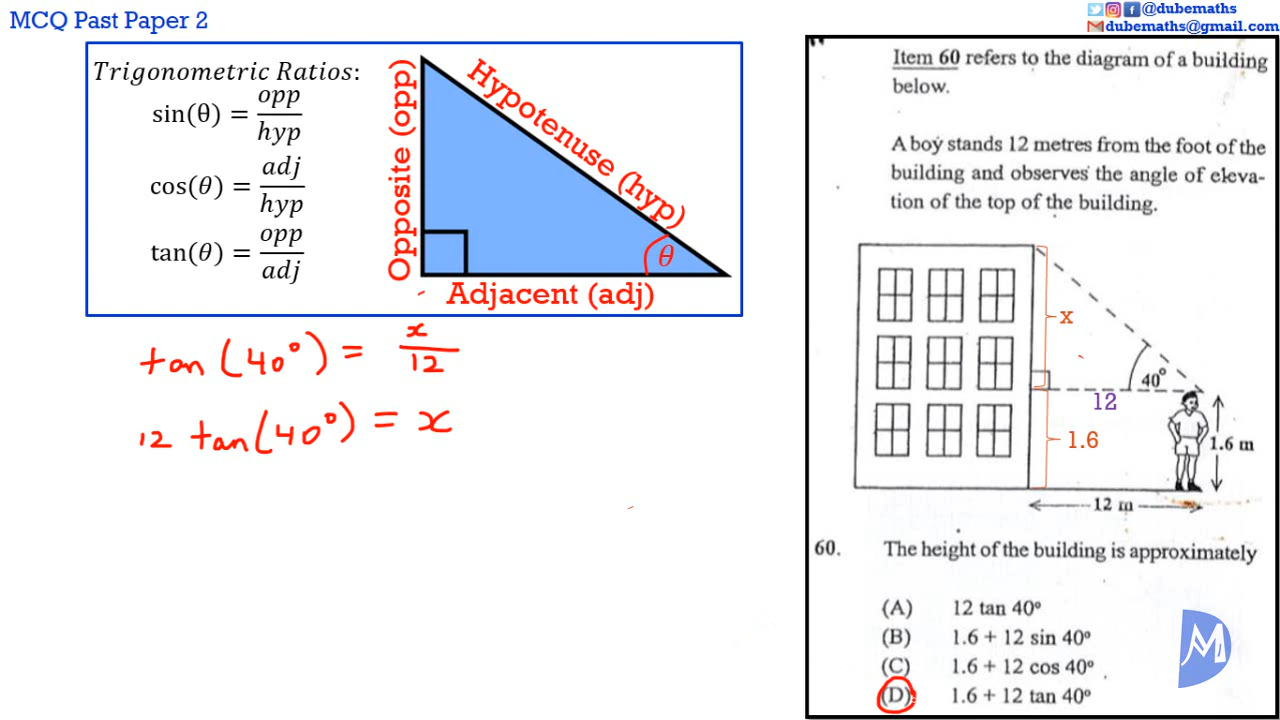 MCQ Past Paper 2
@dubemaths
dubemaths@gmail.com
Trigonometric Ratios:
sin(θ) = opp/hyp
cos(θ) = adj/hyp
tan(θ) = opp/adj
Opposite (opp)
Hypotenuse (hyp)
θ
Adjacent (adj)
tan (40°) = x/12
12 tan(40°) = x
Item 60 refers to the diagram of a building
below.
A boy stands 12 metres from the foot of the
building and observes the angle of eleva-
tion of the top of the building.
x
40°
12
1.6
1.6 m
12 m
60. The height of the building is approximately
(A) 12 tan 40°
(B) 1.6 + 12 sin 40°
(C) 1.6 + 12 cos 40°
(D) 1.6 + 12 tan 40°
M